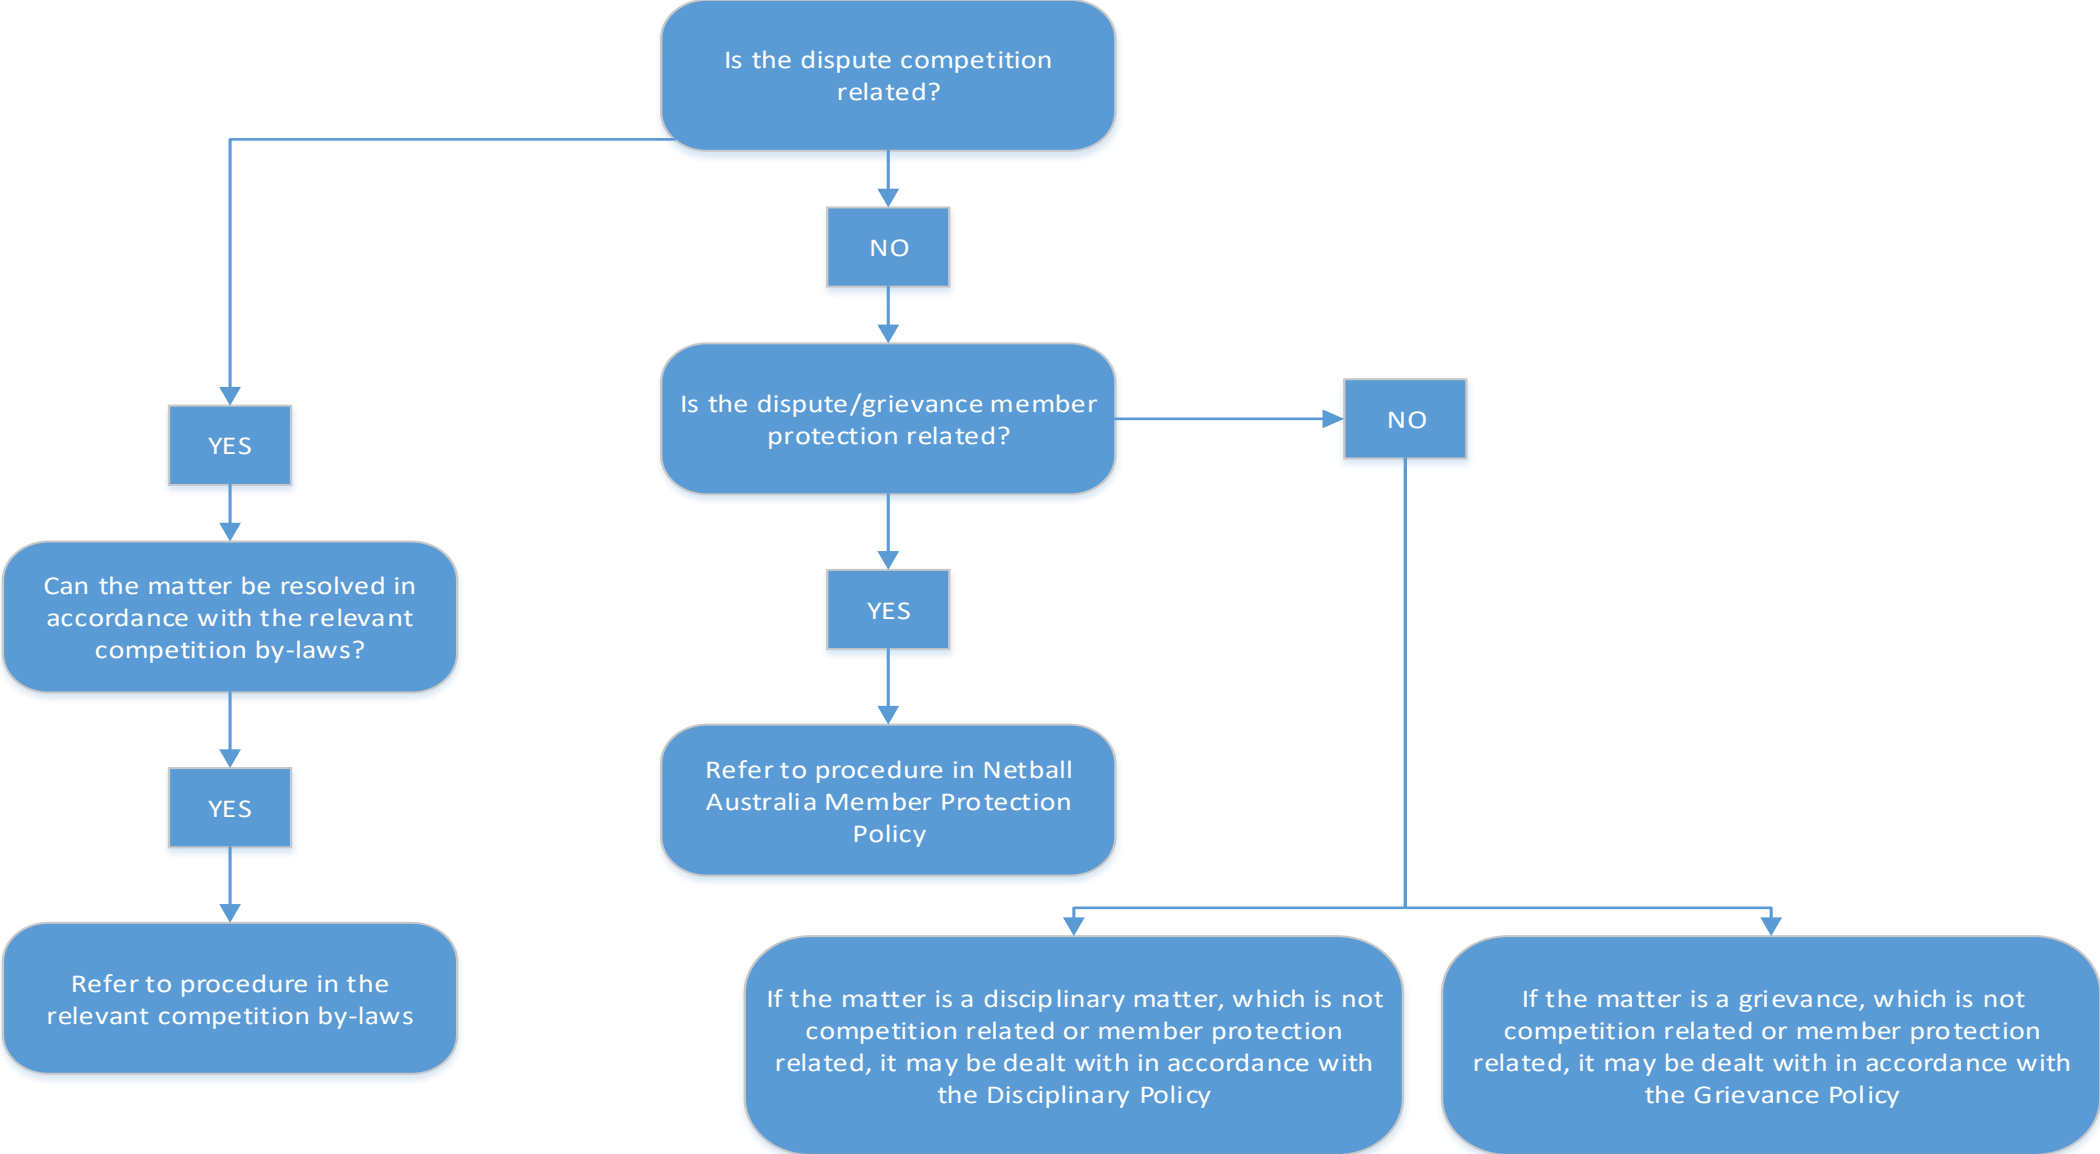 Is the dispute competition
related?
NO
Is the dispute/grievance member
protection related?
NO
YES
YES
Can the matter be resolved in
accordance with the relevant
competition by-laws?
YES
Refer to procedure in Netball
Australia Member Protection
Policy
Refer to procedure in the
relevant competition by-laws
If the matter is a disciplinary matter, which is not
competition related or member protection
related, it may be dealt with in accordance with
the Disciplinary Policy
If the matter is a grievance, which is not
competition related or member protection
related, it may be dealt with in accordance with
the Grievance Policy